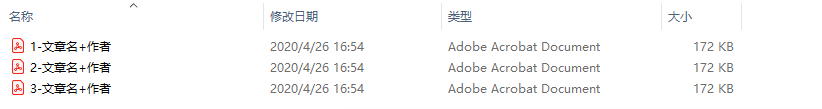 名称 修改日期 类型 大小
1-文章名+作者 2020/4/26 16:54 Adobe Acrobat Document 172 KB
2-文章名+作者 2020/4/26 16:54 Adobe Acrobat Document 172 KB
3-文章名+作者 2020/4/26 16:54 Adobe Acrobat Document 172 KB